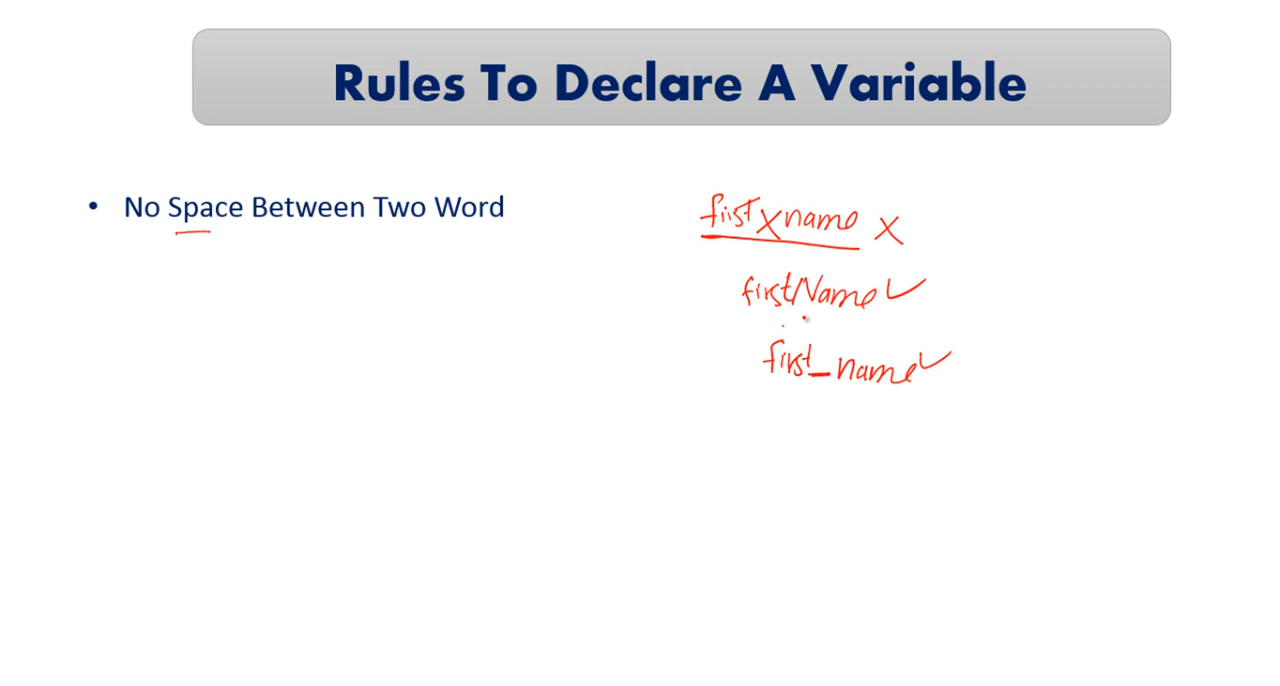 Rules To Declare A Variable
• No Space Between Two Word
first name X
firstName ✓
first_name ✓